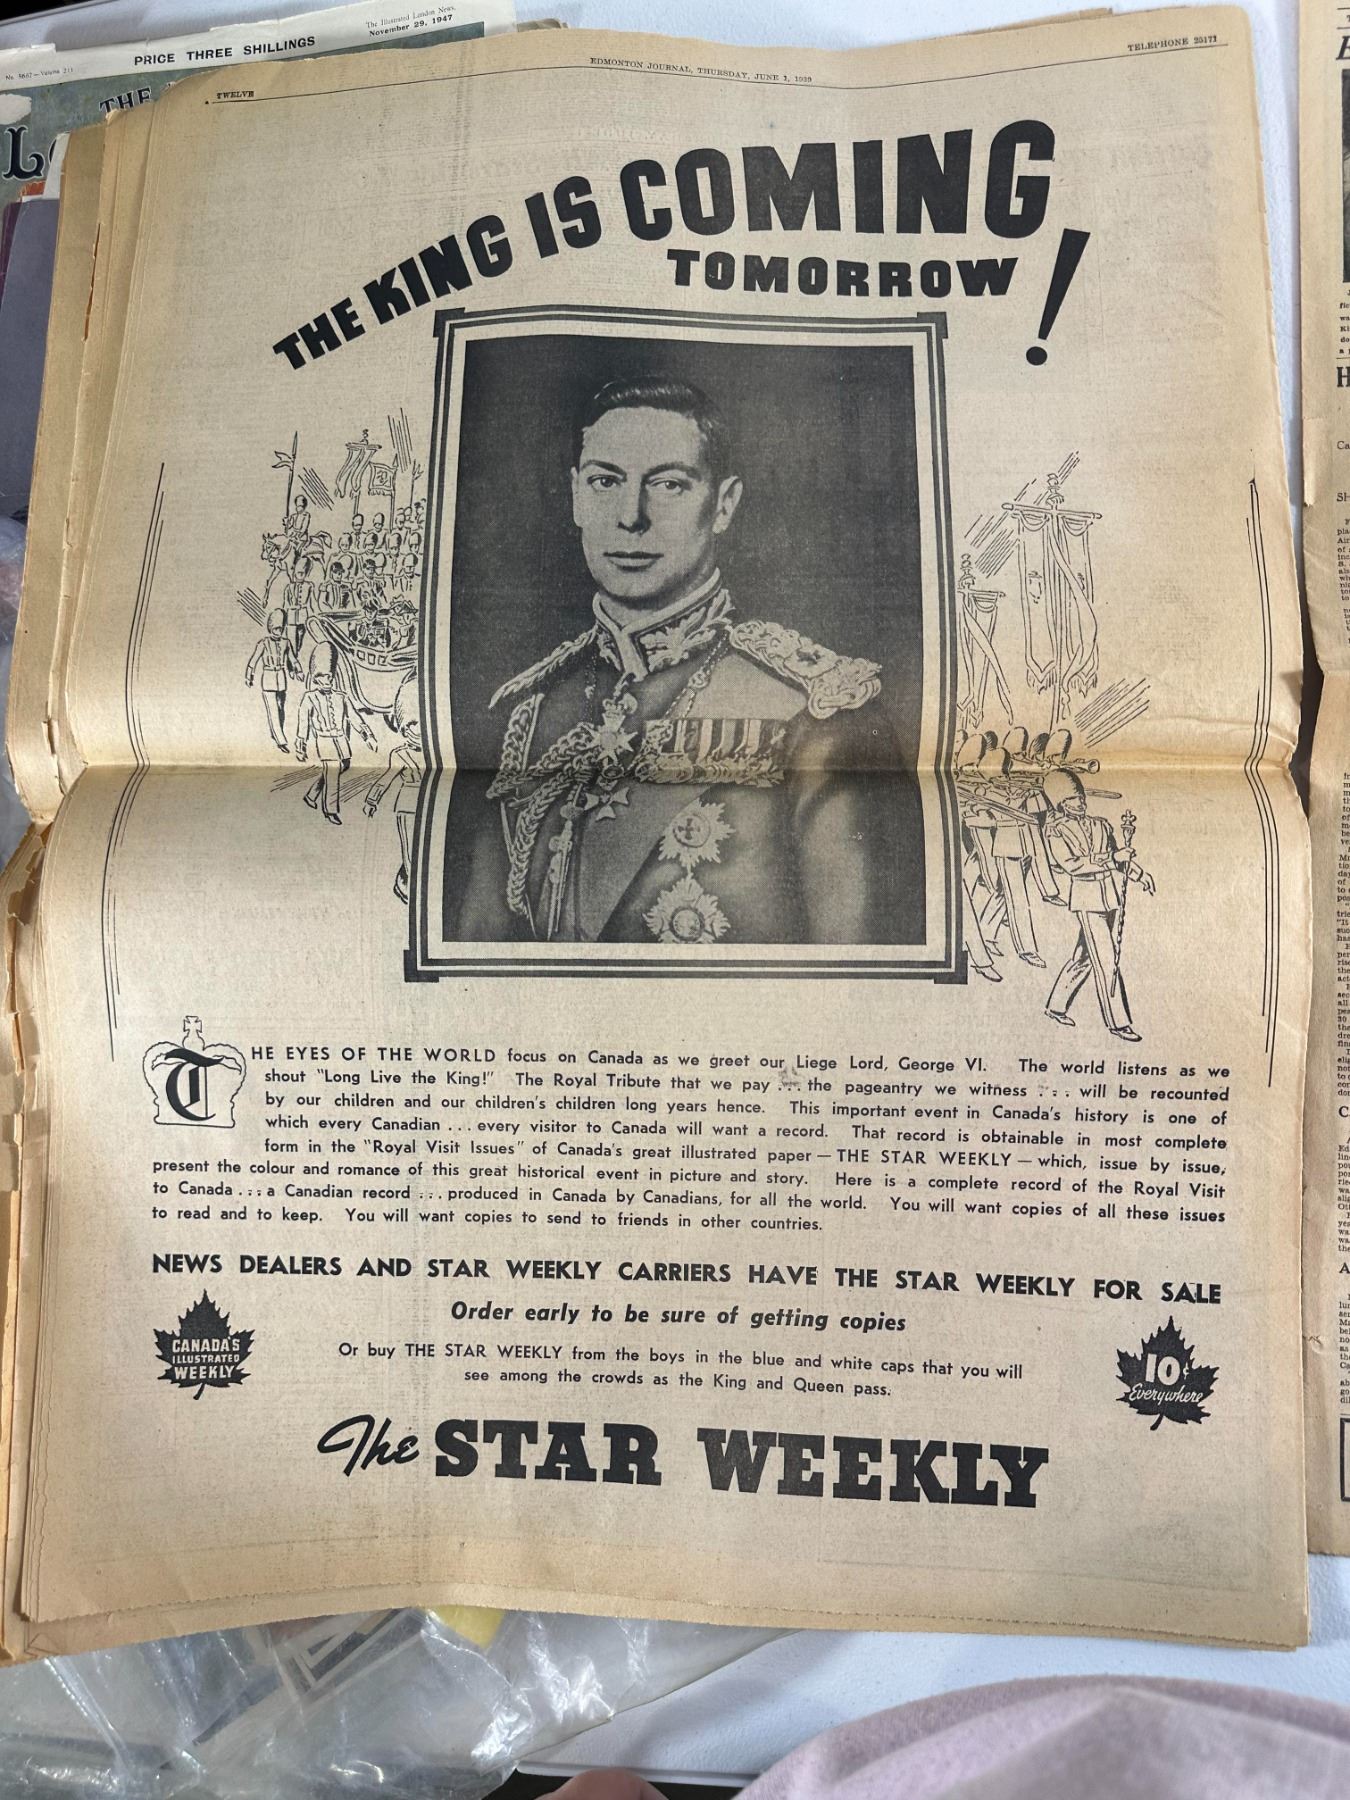 The Illustrated London News,
November 29, 1947
PRICE THREE SHILLINGS
THE
TWELVE
EDMONTON JOURNAL, THURSDAY, JUNE 1, 1939
TELEPHONE 25171
THE KING IS COMING
TOMORROW!
THE EYES OF THE WORLD focus on Canada as we greet our Liege Lord, George VI. The world listens as we
shout "Long Live the King!" The Royal Tribute that we pay ... the pageantry we witness ... will be recounted
by our children and our children's children long years hence. This important event in Canada's history is one of
which every Canadian ... every visitor to Canada will want a record. That record is obtainable in most complete
form in the "Royal Visit Issues" of Canada's great illustrated paper — THE STAR WEEKLY — which, issue by issue,
present the colour and romance of this great historical event in picture and story. Here is a complete record of the Royal Visit
to Canada ... a Canadian record ... produced in Canada by Canadians, for all the world. You will want copies of all these issues
to read and to keep. You will want copies to send to friends in other countries.
NEWS DEALERS AND STAR WEEKLY CARRIERS HAVE THE STAR WEEKLY FOR SALE
Order early to be sure of getting copies
Or buy THE STAR WEEKLY from the boys in the blue and white caps that you will
see among the crowds as the King and Queen pass.
CANADA'S
ILLUSTRATED
WEEKLY
10¢
Everywhere
The STAR WEEKLY